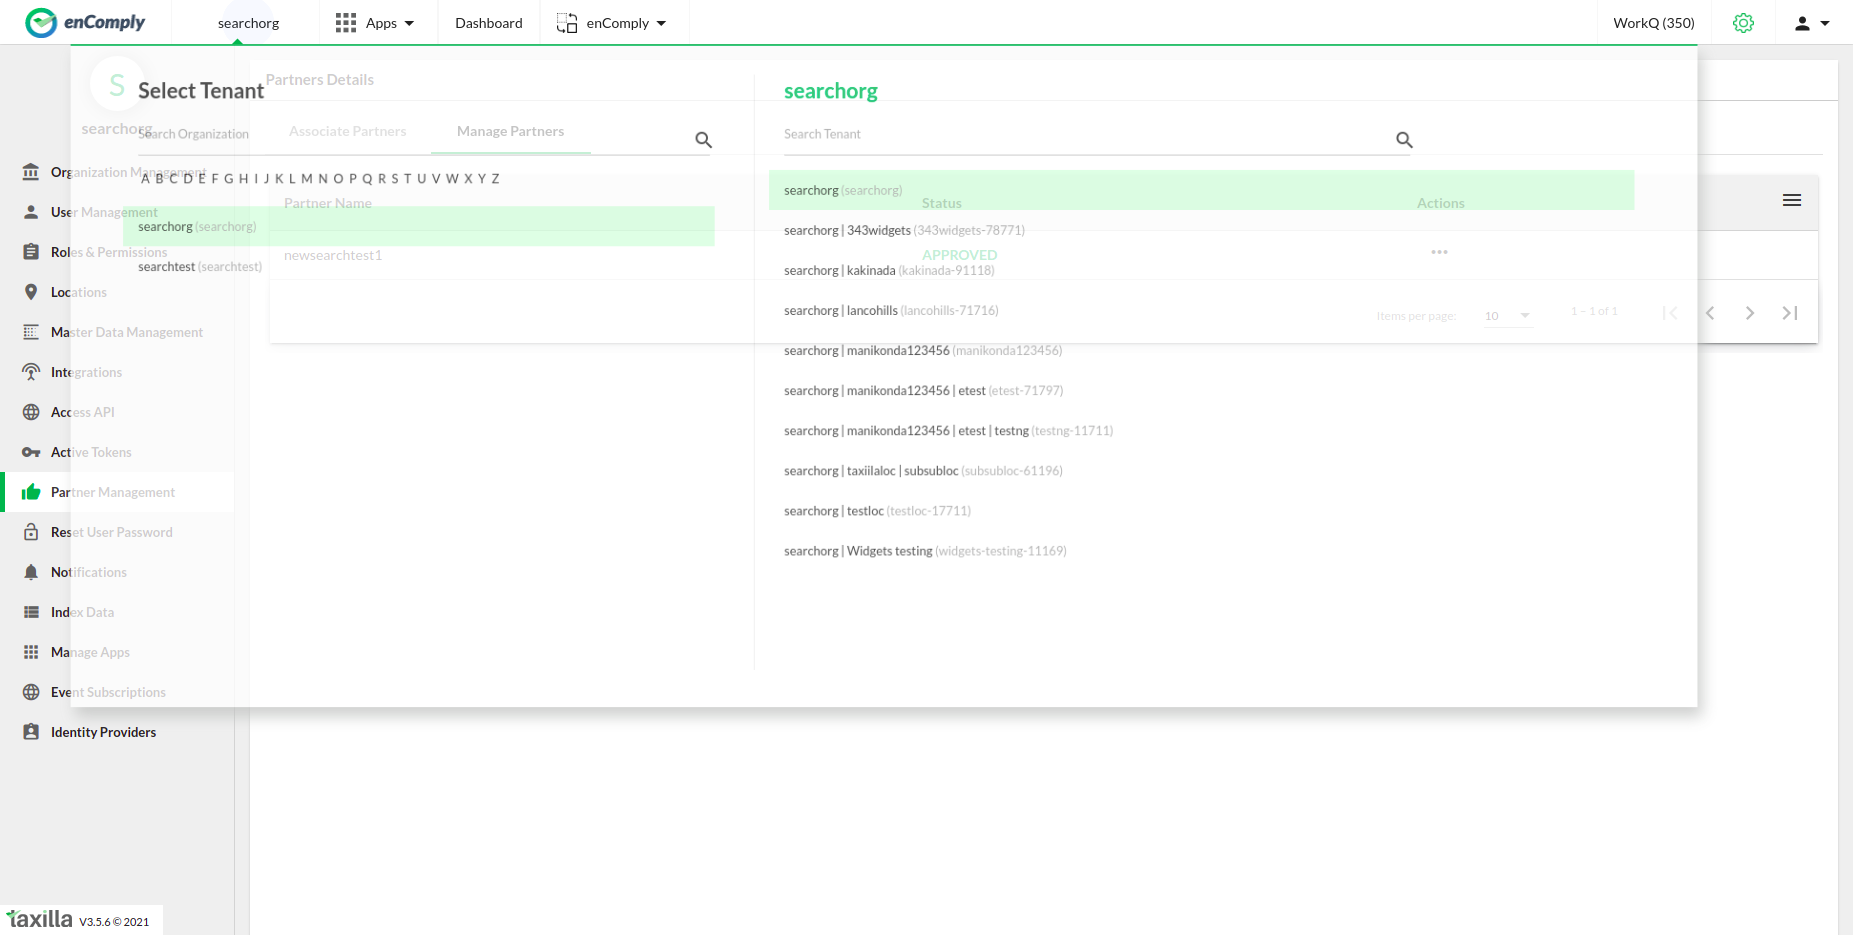 enComply
searchorg
Apps
Dashboard
enComply
WorkQ (350)
S
searchorg
Organization Management
User Management
Roles & Permissions
Locations
Master Data Management
Integrations
Access API
Active Tokens
Partner Management
Reset User Password
Notifications
Index Data
Manage Apps
Event Subscriptions
Identity Providers
Partners Details
Associate Partners
Manage Partners
Partner Name
Status
Actions
newsearchtest1
APPROVED
Items per page:
10
1 – 1 of 1
Select Tenant
Search Organization
A B C D E F G H I J K L M N O P Q R S T U V W X Y Z
searchorg (searchorg)
searchtest (searchtest)
searchorg
Search Tenant
searchorg (searchorg)
searchorg | 343widgets (343widgets-78771)
searchorg | kakinada (kakinada-91118)
searchorg | lancohills (lancohills-71716)
searchorg | manikonda123456 (manikonda123456)
searchorg | manikonda123456 | etest (etest-71797)
searchorg | manikonda123456 | etest | testng (testng-11711)
searchorg | taxiilaloc | subsubloc (subsubloc-61196)
searchorg | testloc (testloc-17711)
searchorg | Widgets testing (widgets-testing-11169)
taxilla V3.5.6 © 2021